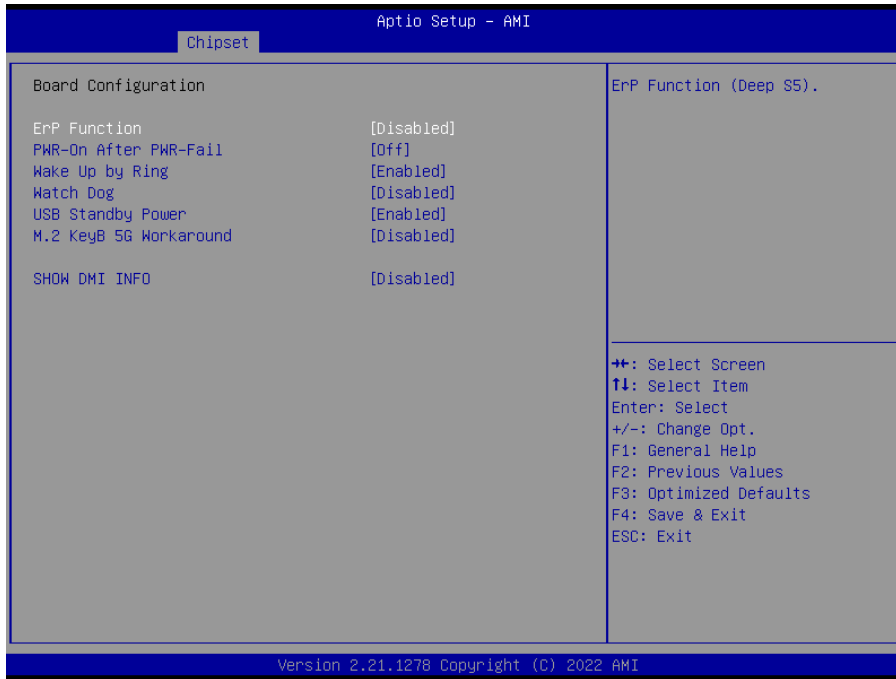 Aptio Setup – AMI
Chipset
Board Configuration
ErP Function [Disabled]
PWR-On After PWR-Fail [Off]
Wake Up by Ring [Enabled]
Watch Dog [Disabled]
USB Standby Power [Enabled]
M.2 KeyB 5G Workaround [Disabled]
SHOW DMI INFO [Disabled]
ErP Function (Deep S5).
→←: Select Screen
↑↓: Select Item
Enter: Select
+/-: Change Opt.
F1: General Help
F2: Previous Values
F3: Optimized Defaults
F4: Save & Exit
ESC: Exit
Version 2.21.1278 Copyright (C) 2022 AMI